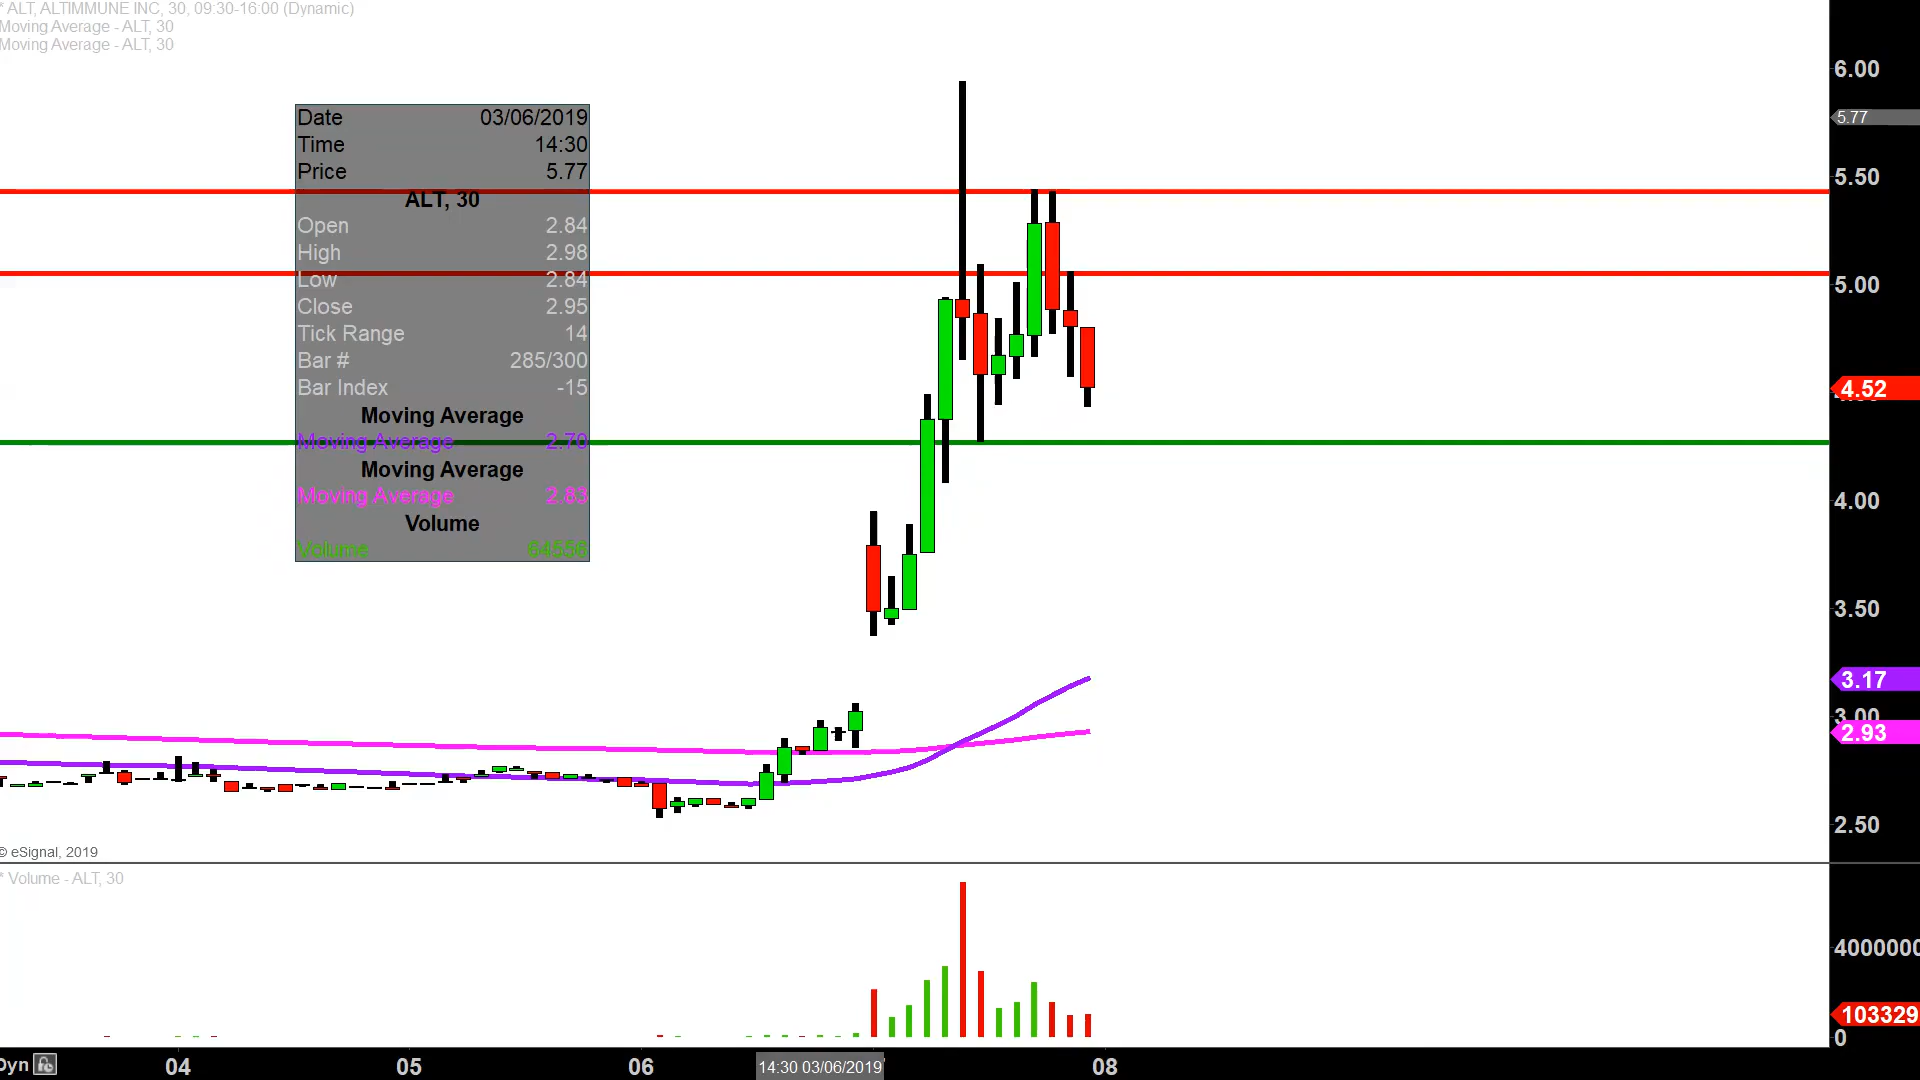 * ALT, ALTIMMUNE INC, 30, 09:30-16:00 (Dynamic)
Moving Average - ALT, 30
Moving Average - ALT, 30
Date 03/06/2019
Time 14:30
Price 5.77
ALT, 30
Open 2.84
High 2.98
Low 2.84
Close 2.95
Tick Range 14
Bar # 285/300
Bar Index -15
Moving Average
Moving Average 2.70
Moving Average
Moving Average 2.83
Volume
Volume 64556
6.00
5.77
5.50
5.00
4.52
4.00
3.50
3.17
3.00
2.93
2.50
© eSignal, 2019
* Volume - ALT, 30
4000000
103329
0
Dyn 04 05 06 14:30 03/06/2019 08